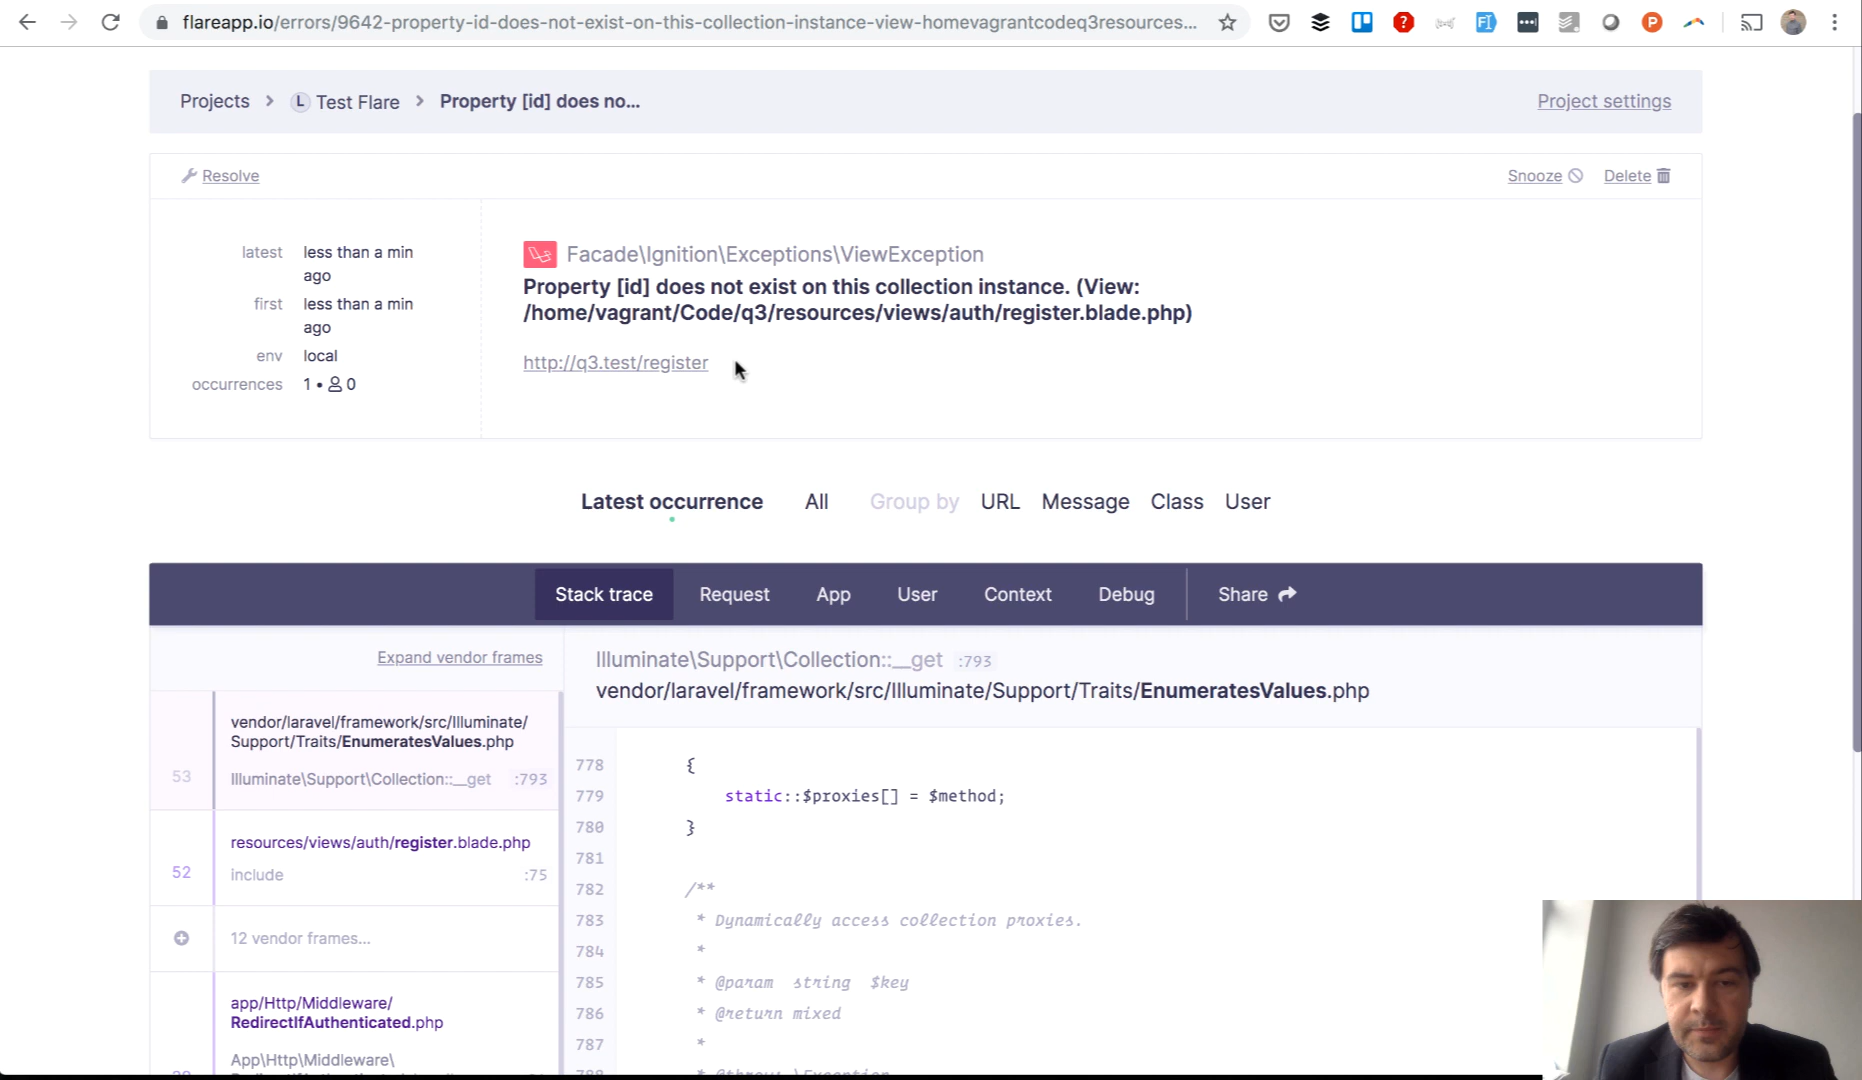 flareapp.io/errors/9642-property-id-does-not-exist-on-this-collection-instance-view-homevagrantcodeq3resources...
Projects > L Test Flare > Property [id] does no...
Project settings
Resolve
Snooze
Delete
latest less than a min ago
first less than a min ago
env local
occurrences 1 • 0
Facade\Ignition\Exceptions\ViewException
Property [id] does not exist on this collection instance. (View:
/home/vagrant/Code/q3/resources/views/auth/register.blade.php)
http://q3.test/register
Latest occurrence All Group by URL Message Class User
Stack trace Request App User Context Debug Share
Expand vendor frames
vendor/laravel/framework/src/Illuminate/
Support/Traits/EnumeratesValues.php
53 Illuminate\Support\Collection::__get :793
resources/views/auth/register.blade.php
52 include :75
12 vendor frames...
app/Http/Middleware/
RedirectIfAuthenticated.php
App\Http\Middleware\
Illuminate\Support\Collection::__get :793
vendor/laravel/framework/src/Illuminate/Support/Traits/EnumeratesValues.php
778 {
779 static::$proxies[] = $method;
780 }
781
782 /**
783 * Dynamically access collection proxies.
784 *
785 * @param string $key
786 * @return mixed
787 *